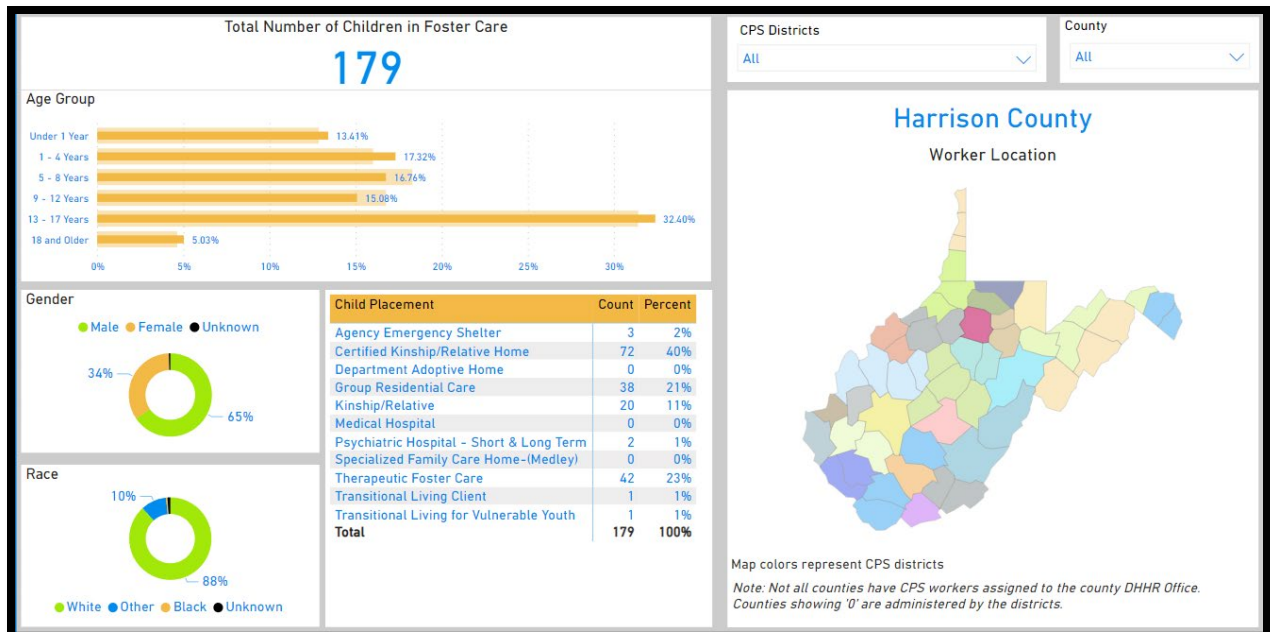 Total Number of Children in Foster Care
179
Age Group
Under 1 Year 13.41%
1 - 4 Years 17.32%
5 - 8 Years 16.76%
9 - 12 Years 15.08%
13 - 17 Years 32.40%
18 and Older 5.03%
0% 5% 10% 15% 20% 25% 30%
Gender
Male Female Unknown
34%
65%
Race
10%
88%
White Other Black Unknown
Child Placement Count Percent
Agency Emergency Shelter 3 2%
Certified Kinship/Relative Home 72 40%
Department Adoptive Home 0 0%
Group Residential Care 38 21%
Kinship/Relative 20 11%
Medical Hospital 0 0%
Psychiatric Hospital - Short & Long Term 2 1%
Specialized Family Care Home-(Medley) 0 0%
Therapeutic Foster Care 42 23%
Transitional Living Client 1 1%
Transitional Living for Vulnerable Youth 1 1%
Total 179 100%
CPS Districts
All
County
All
Harrison County
Worker Location
Map colors represent CPS districts
Note: Not all counties have CPS workers assigned to the county DHHR Office.
Counties showing '0' are administered by the districts.